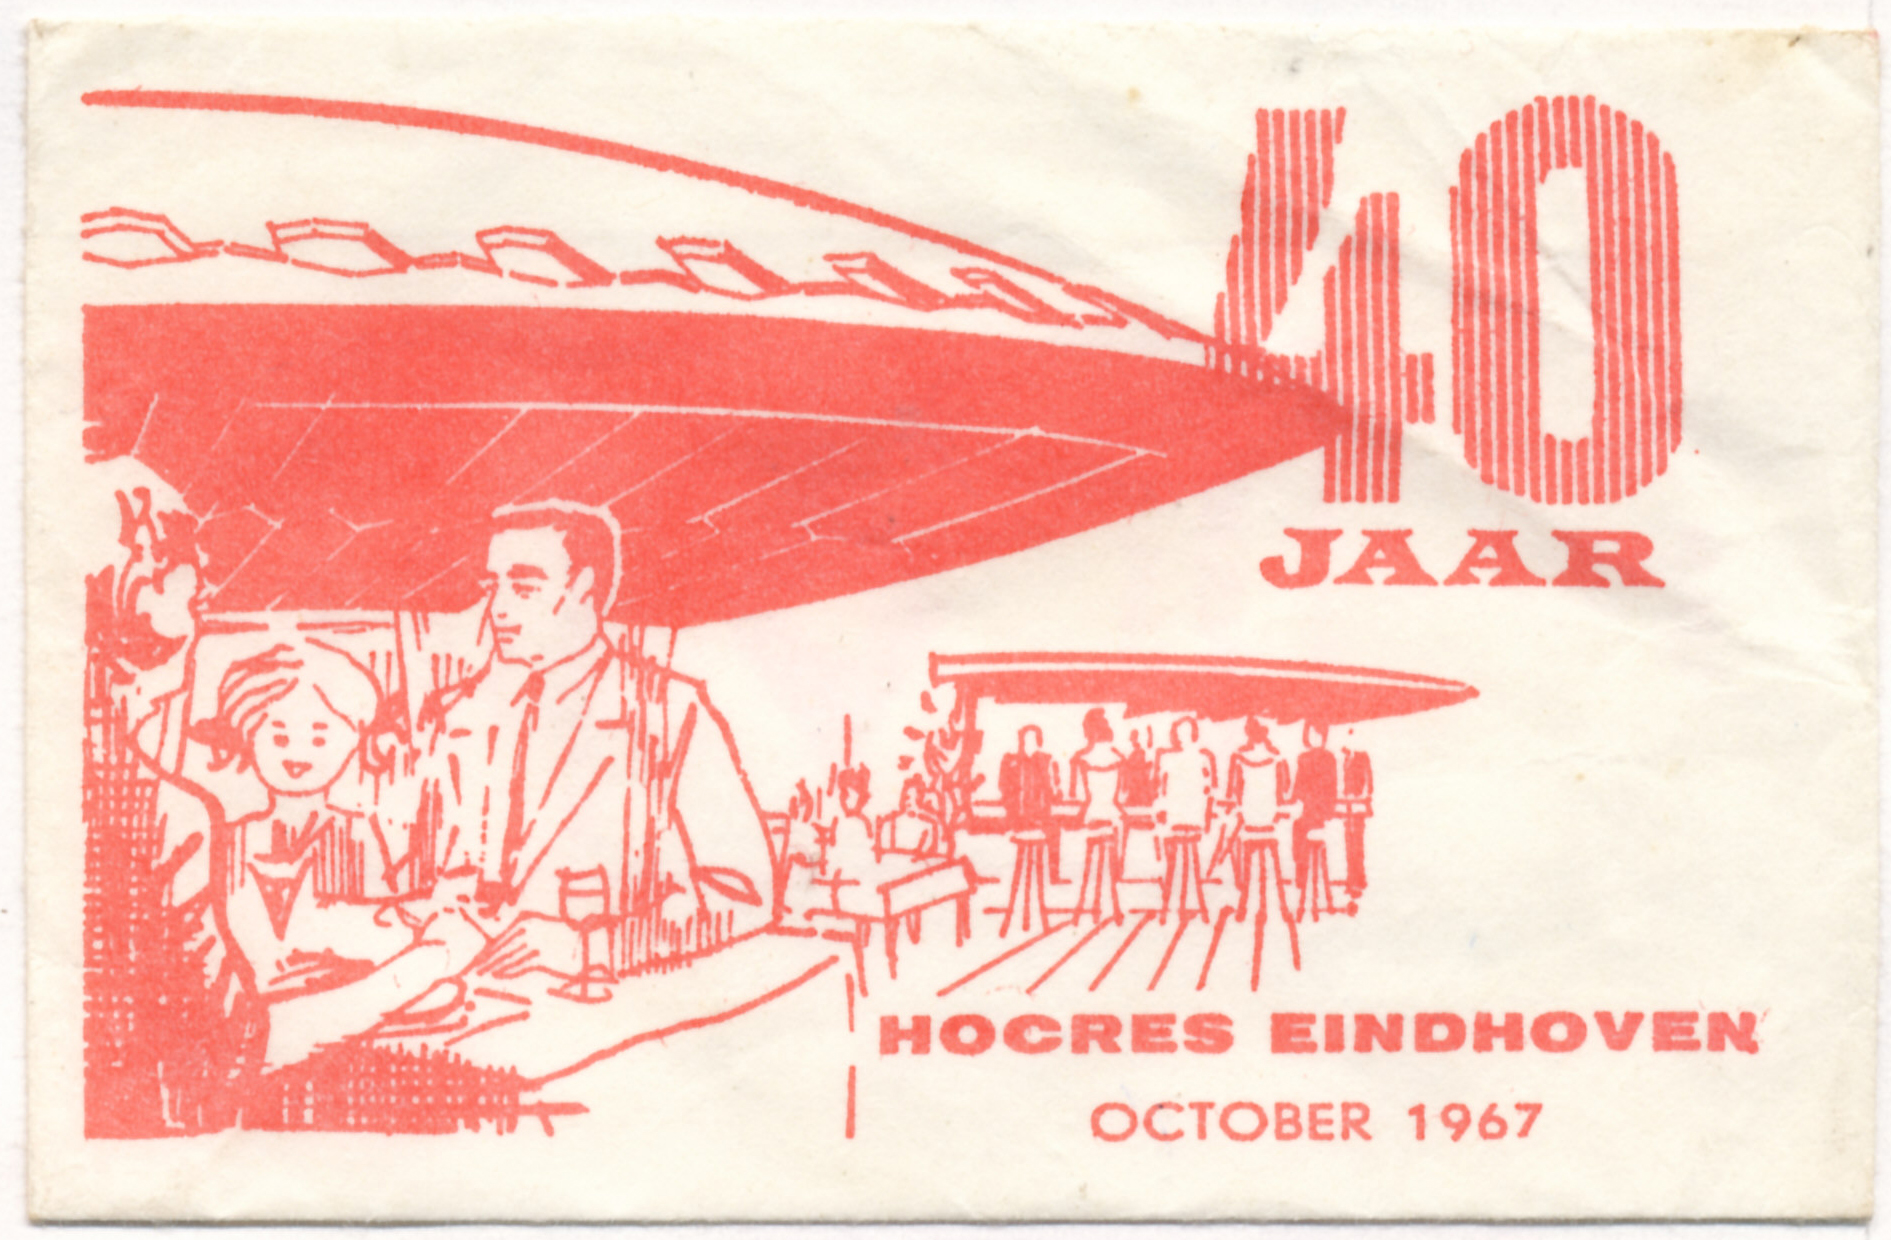 40
JAAR
HOCRES EINDHOVEN
OCTOBER 1967